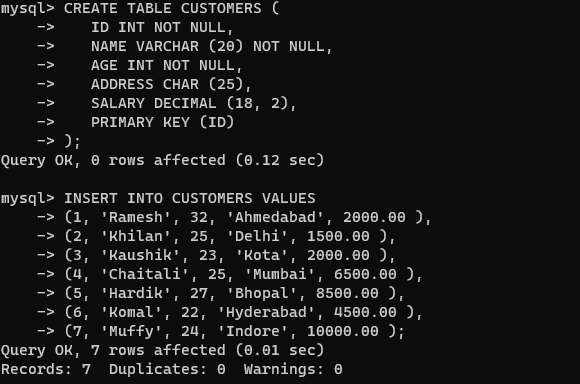 mysql> CREATE TABLE CUSTOMERS (
    ->    ID INT NOT NULL,
    ->    NAME VARCHAR (20) NOT NULL,
    ->    AGE INT NOT NULL,
    ->    ADDRESS CHAR (25),
    ->    SALARY DECIMAL (18, 2),
    ->    PRIMARY KEY (ID)
    -> );
Query OK, 0 rows affected (0.12 sec)

mysql> INSERT INTO CUSTOMERS VALUES
    -> (1, 'Ramesh', 32, 'Ahmedabad', 2000.00 ),
    -> (2, 'Khilan', 25, 'Delhi', 1500.00 ),
    -> (3, 'Kaushik', 23, 'Kota', 2000.00 ),
    -> (4, 'Chaitali', 25, 'Mumbai', 6500.00 ),
    -> (5, 'Hardik', 27, 'Bhopal', 8500.00 ),
    -> (6, 'Komal', 22, 'Hyderabad', 4500.00 ),
    -> (7, 'Muffy', 24, 'Indore', 10000.00 );
Query OK, 7 rows affected (0.01 sec)
Records: 7  Duplicates: 0  Warnings: 0